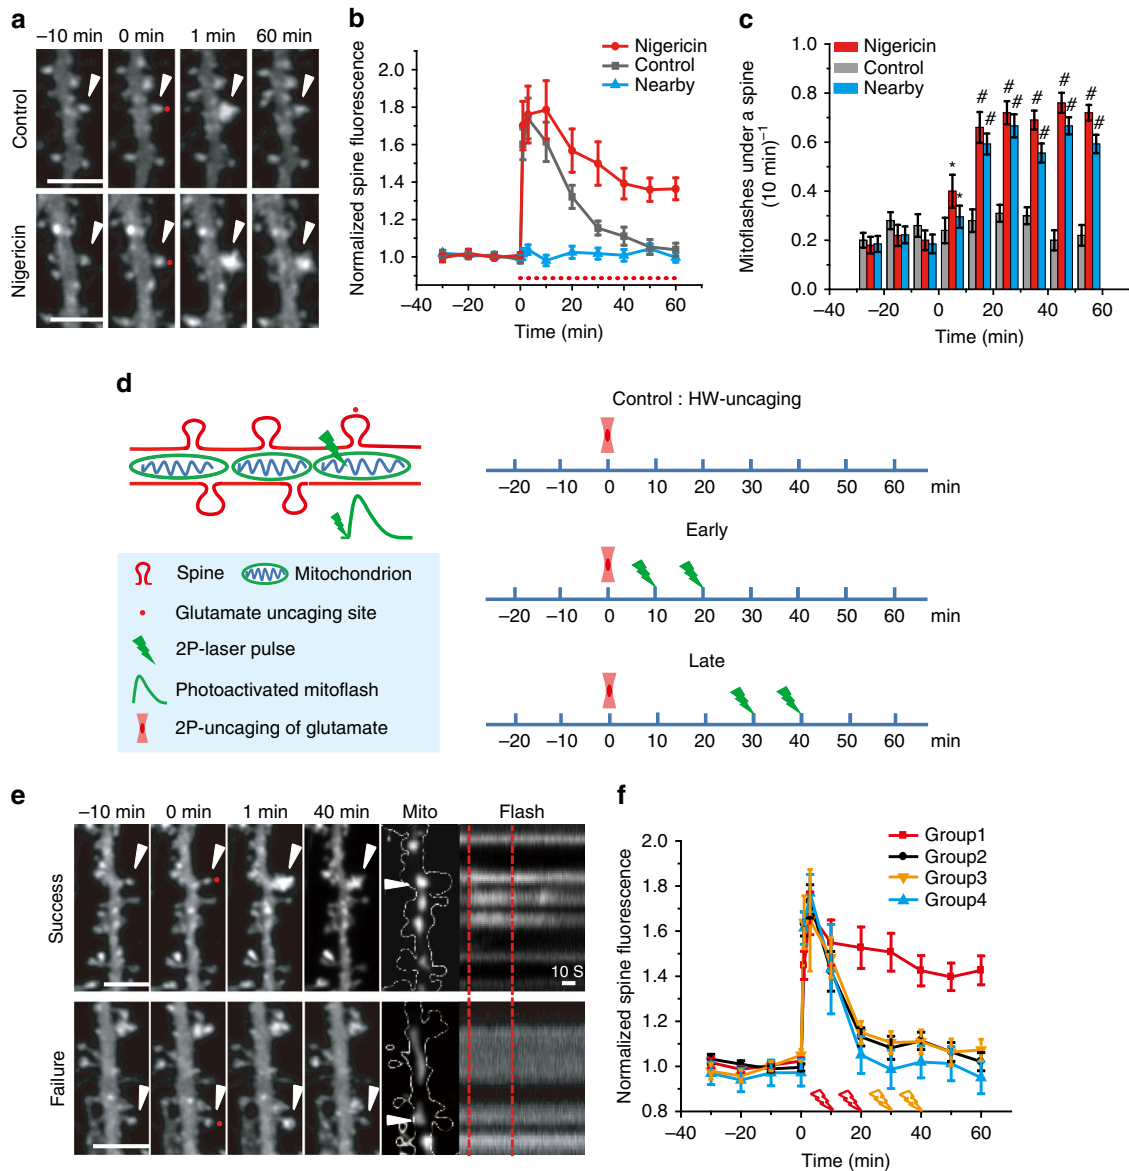 a
−10 min 0 min 1 min 60 min
Control
Nigericin
b
Normalized spine fluorescence
2.0
1.8
1.6
1.4
1.2
1.0
Nigericin
Control
Nearby
−40 −20 0 20 40 60
Time (min)
c
Mitoflashes under a spine
(10 min)⁻¹
1.0
0.8
0.6
0.4
0.2
0.0
Nigericin
Control
Nearby
* * # # # # # # # # # #
−40 −20 0 20 40 60
Time (min)
d
Spine Mitochondrion
Glutamate uncaging site
2P-laser pulse
Photoactivated mitoflash
2P-uncaging of glutamate
Control : HW-uncaging
−20 −10 0 10 20 30 40 50 60 min
Early
−20 −10 0 10 20 30 40 50 60 min
Late
−20 −10 0 10 20 30 40 50 60 min
e
−10 min 0 min 1 min 40 min Mito Flash
Success
10 S
Failure
f
Normalized spine fluorescence
2.0
1.8
1.6
1.4
1.2
1.0
0.8
Group1
Group2
Group3
Group4
−40 −20 0 20 40 60
Time (min)